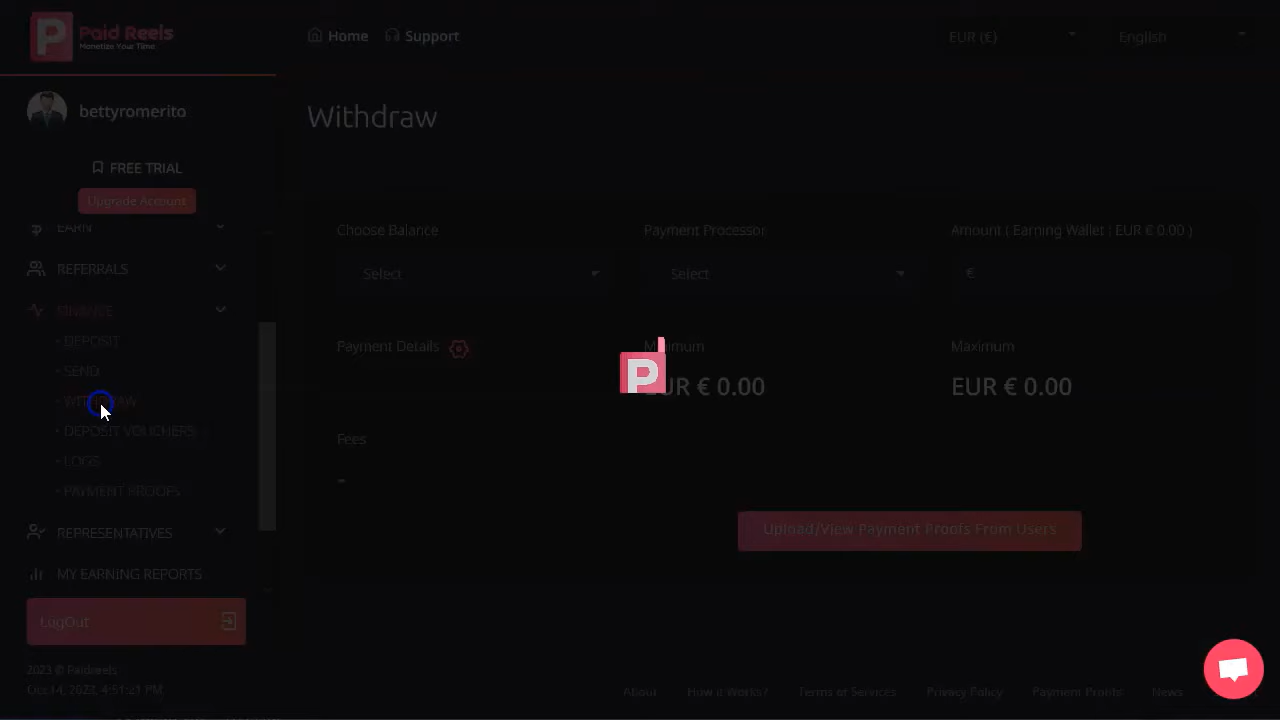 Paid Reels
Monetize Your Time
Home
Support
EUR (€)
English
bettyromerito
FREE TRIAL
Upgrade Account
EARN
REFERRALS
FINANCE
- DEPOSIT
- SEND
- WITHDRAW
- DEPOSIT VOUCHERS
- LOGS
- PAYMENT PROOFS
REPRESENTATIVES
MY EARNING REPORTS
LogOut
2023 © Paidreels
Oct 14, 2023, 4:51:21 PM
Withdraw
Choose Balance
Select
Payment Processor
Select
Amount ( Earning Wallet : EUR € 0.00 )
€
Payment Details
Minimum
EUR € 0.00
Maximum
EUR € 0.00
Fees
-
Upload/View Payment Proofs From Users
P
About
How it Works?
Terms of Services
Privacy Policy
Payment Proofs
News